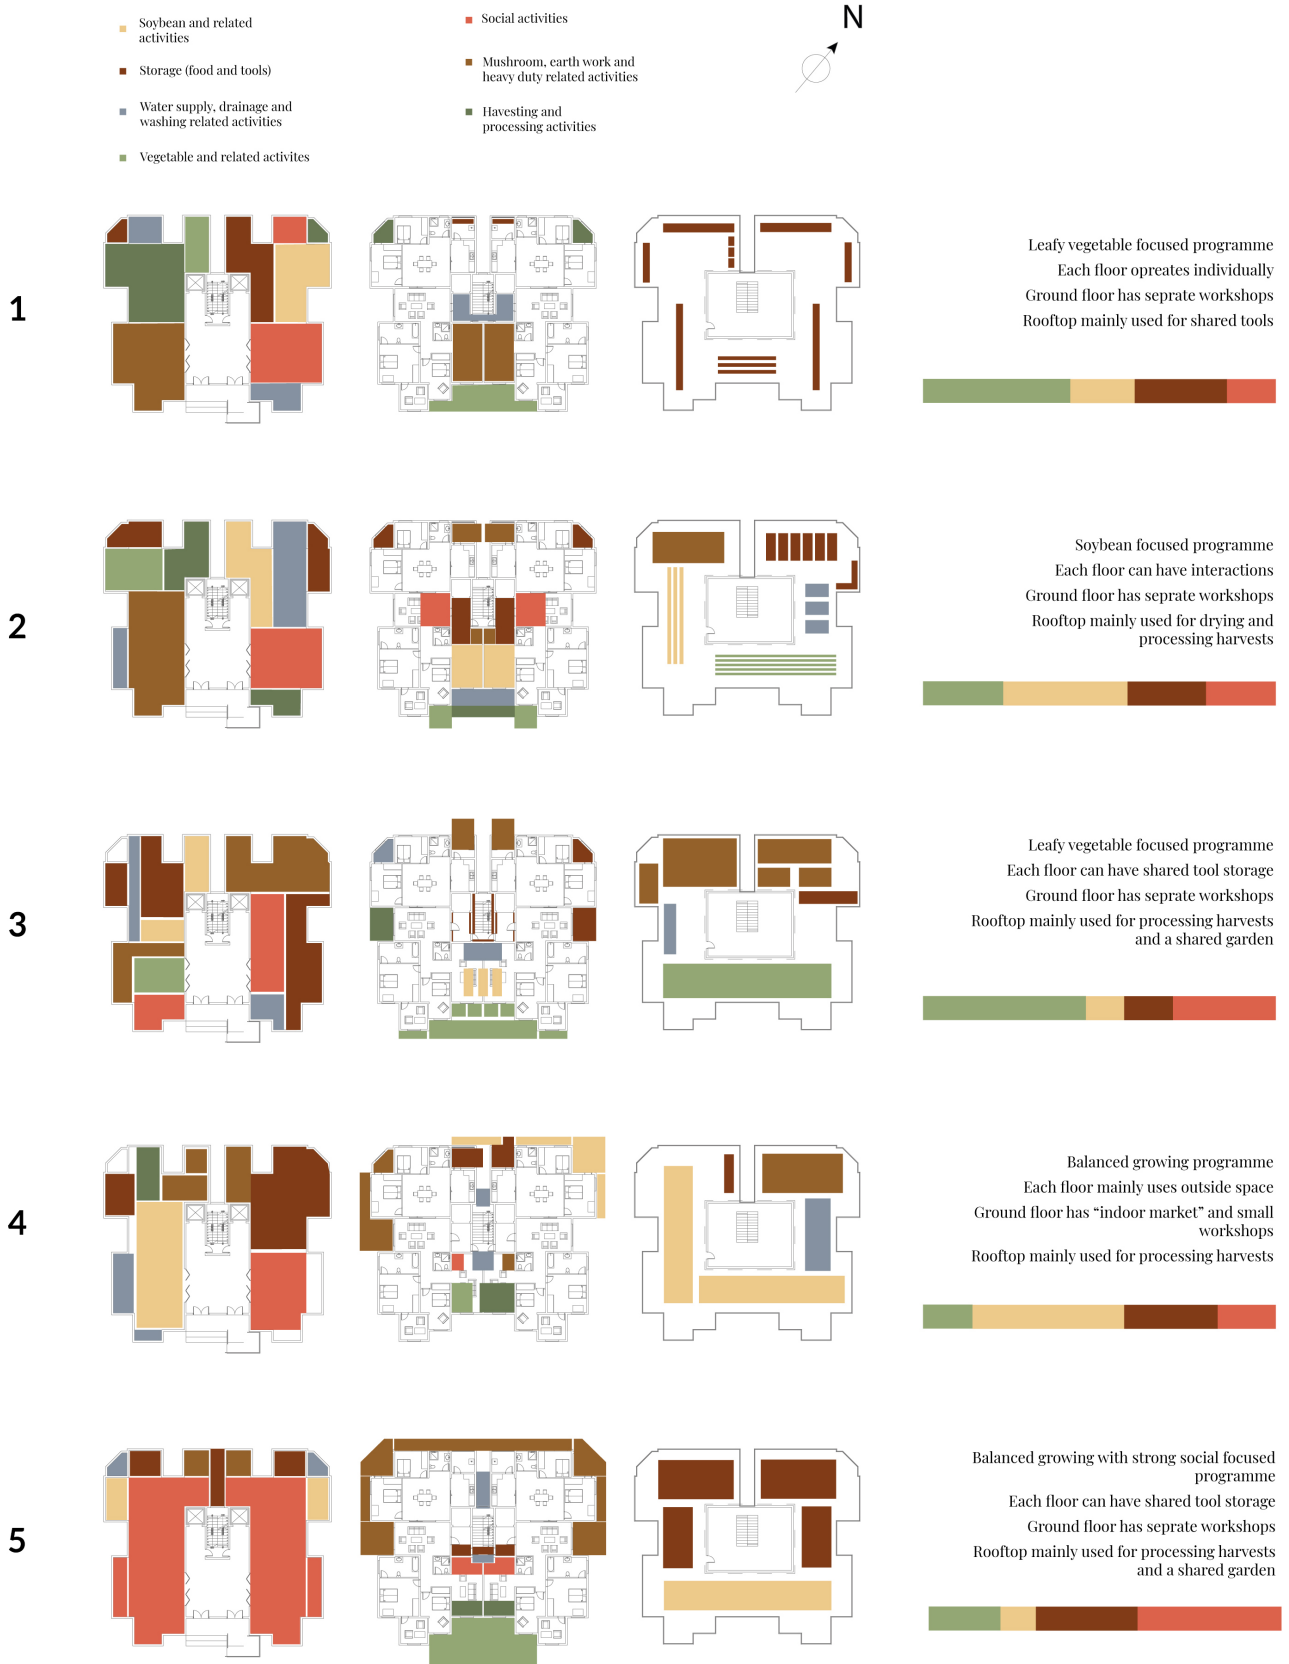 Soybean and related
activities
Storage (food and tools)
Water supply, drainage and
washing related activities
Vegetable and related activites
Social activities
Mushroom, earth work and
heavy duty related activities
Havesting and
processing activities
N
1
Leafy vegetable focused programme
Each floor opreates individually
Ground floor has seprate workshops
Rooftop mainly used for shared tools
2
Soybean focused programme
Each floor can have interactions
Ground floor has seprate workshops
Rooftop mainly used for drying and
processing harvests
3
Leafy vegetable focused programme
Each floor can have shared tool storage
Ground floor has seprate workshops
Rooftop mainly used for processing harvests
and a shared garden
4
Balanced growing programme
Each floor mainly uses outside space
Ground floor has “indoor market” and small
workshops
Rooftop mainly used for processing harvests
5
Balanced growing with strong social focused
programme
Each floor can have shared tool storage
Ground floor has seprate workshops
Rooftop mainly used for processing harvests
and a shared garden